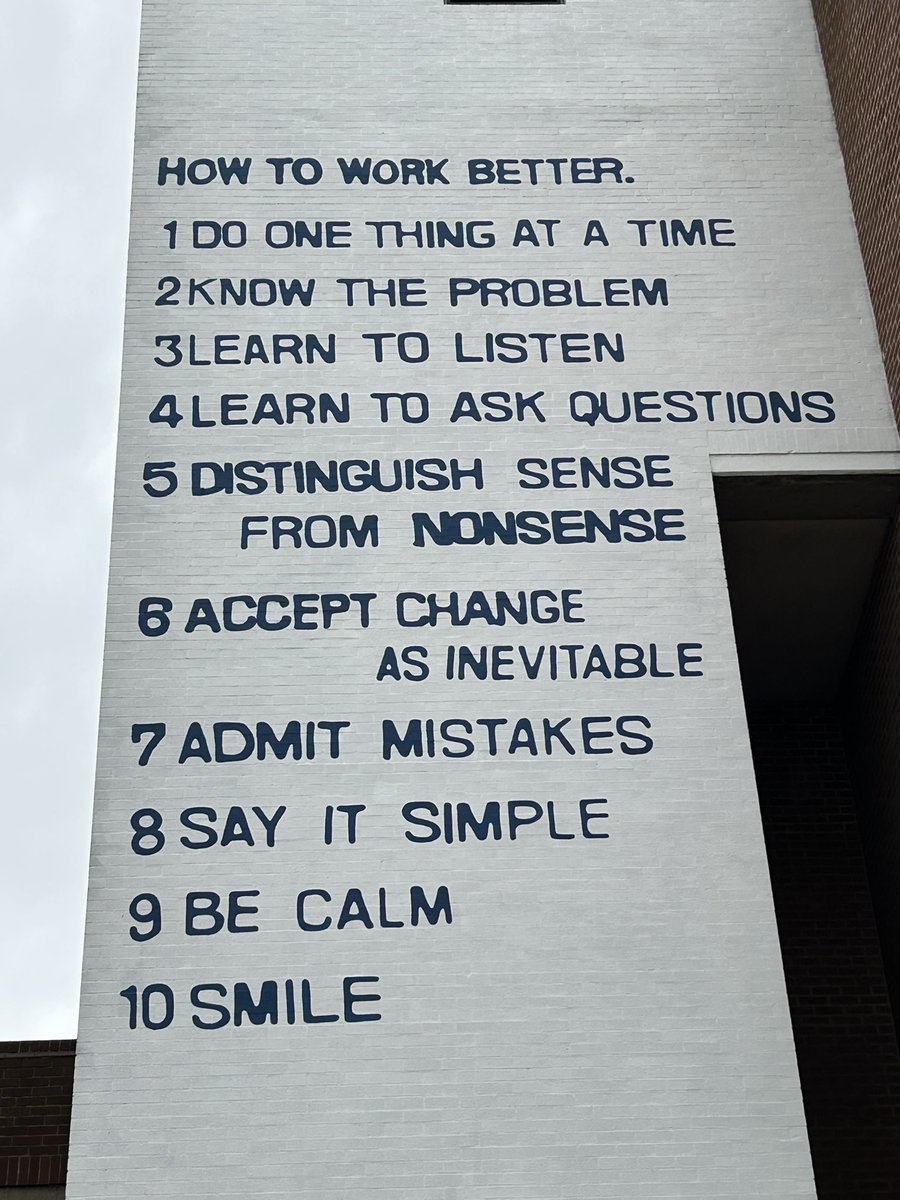 HOW TO WORK BETTER.
1 DO ONE THING AT A TIME
2 KNOW THE PROBLEM
3 LEARN TO LISTEN
4 LEARN TO ASK QUESTIONS
5 DISTINGUISH SENSE
FROM NONSENSE
6 ACCEPT CHANGE
AS INEVITABLE
7 ADMIT MISTAKES
8 SAY IT SIMPLE
9 BE CALM
10 SMILE